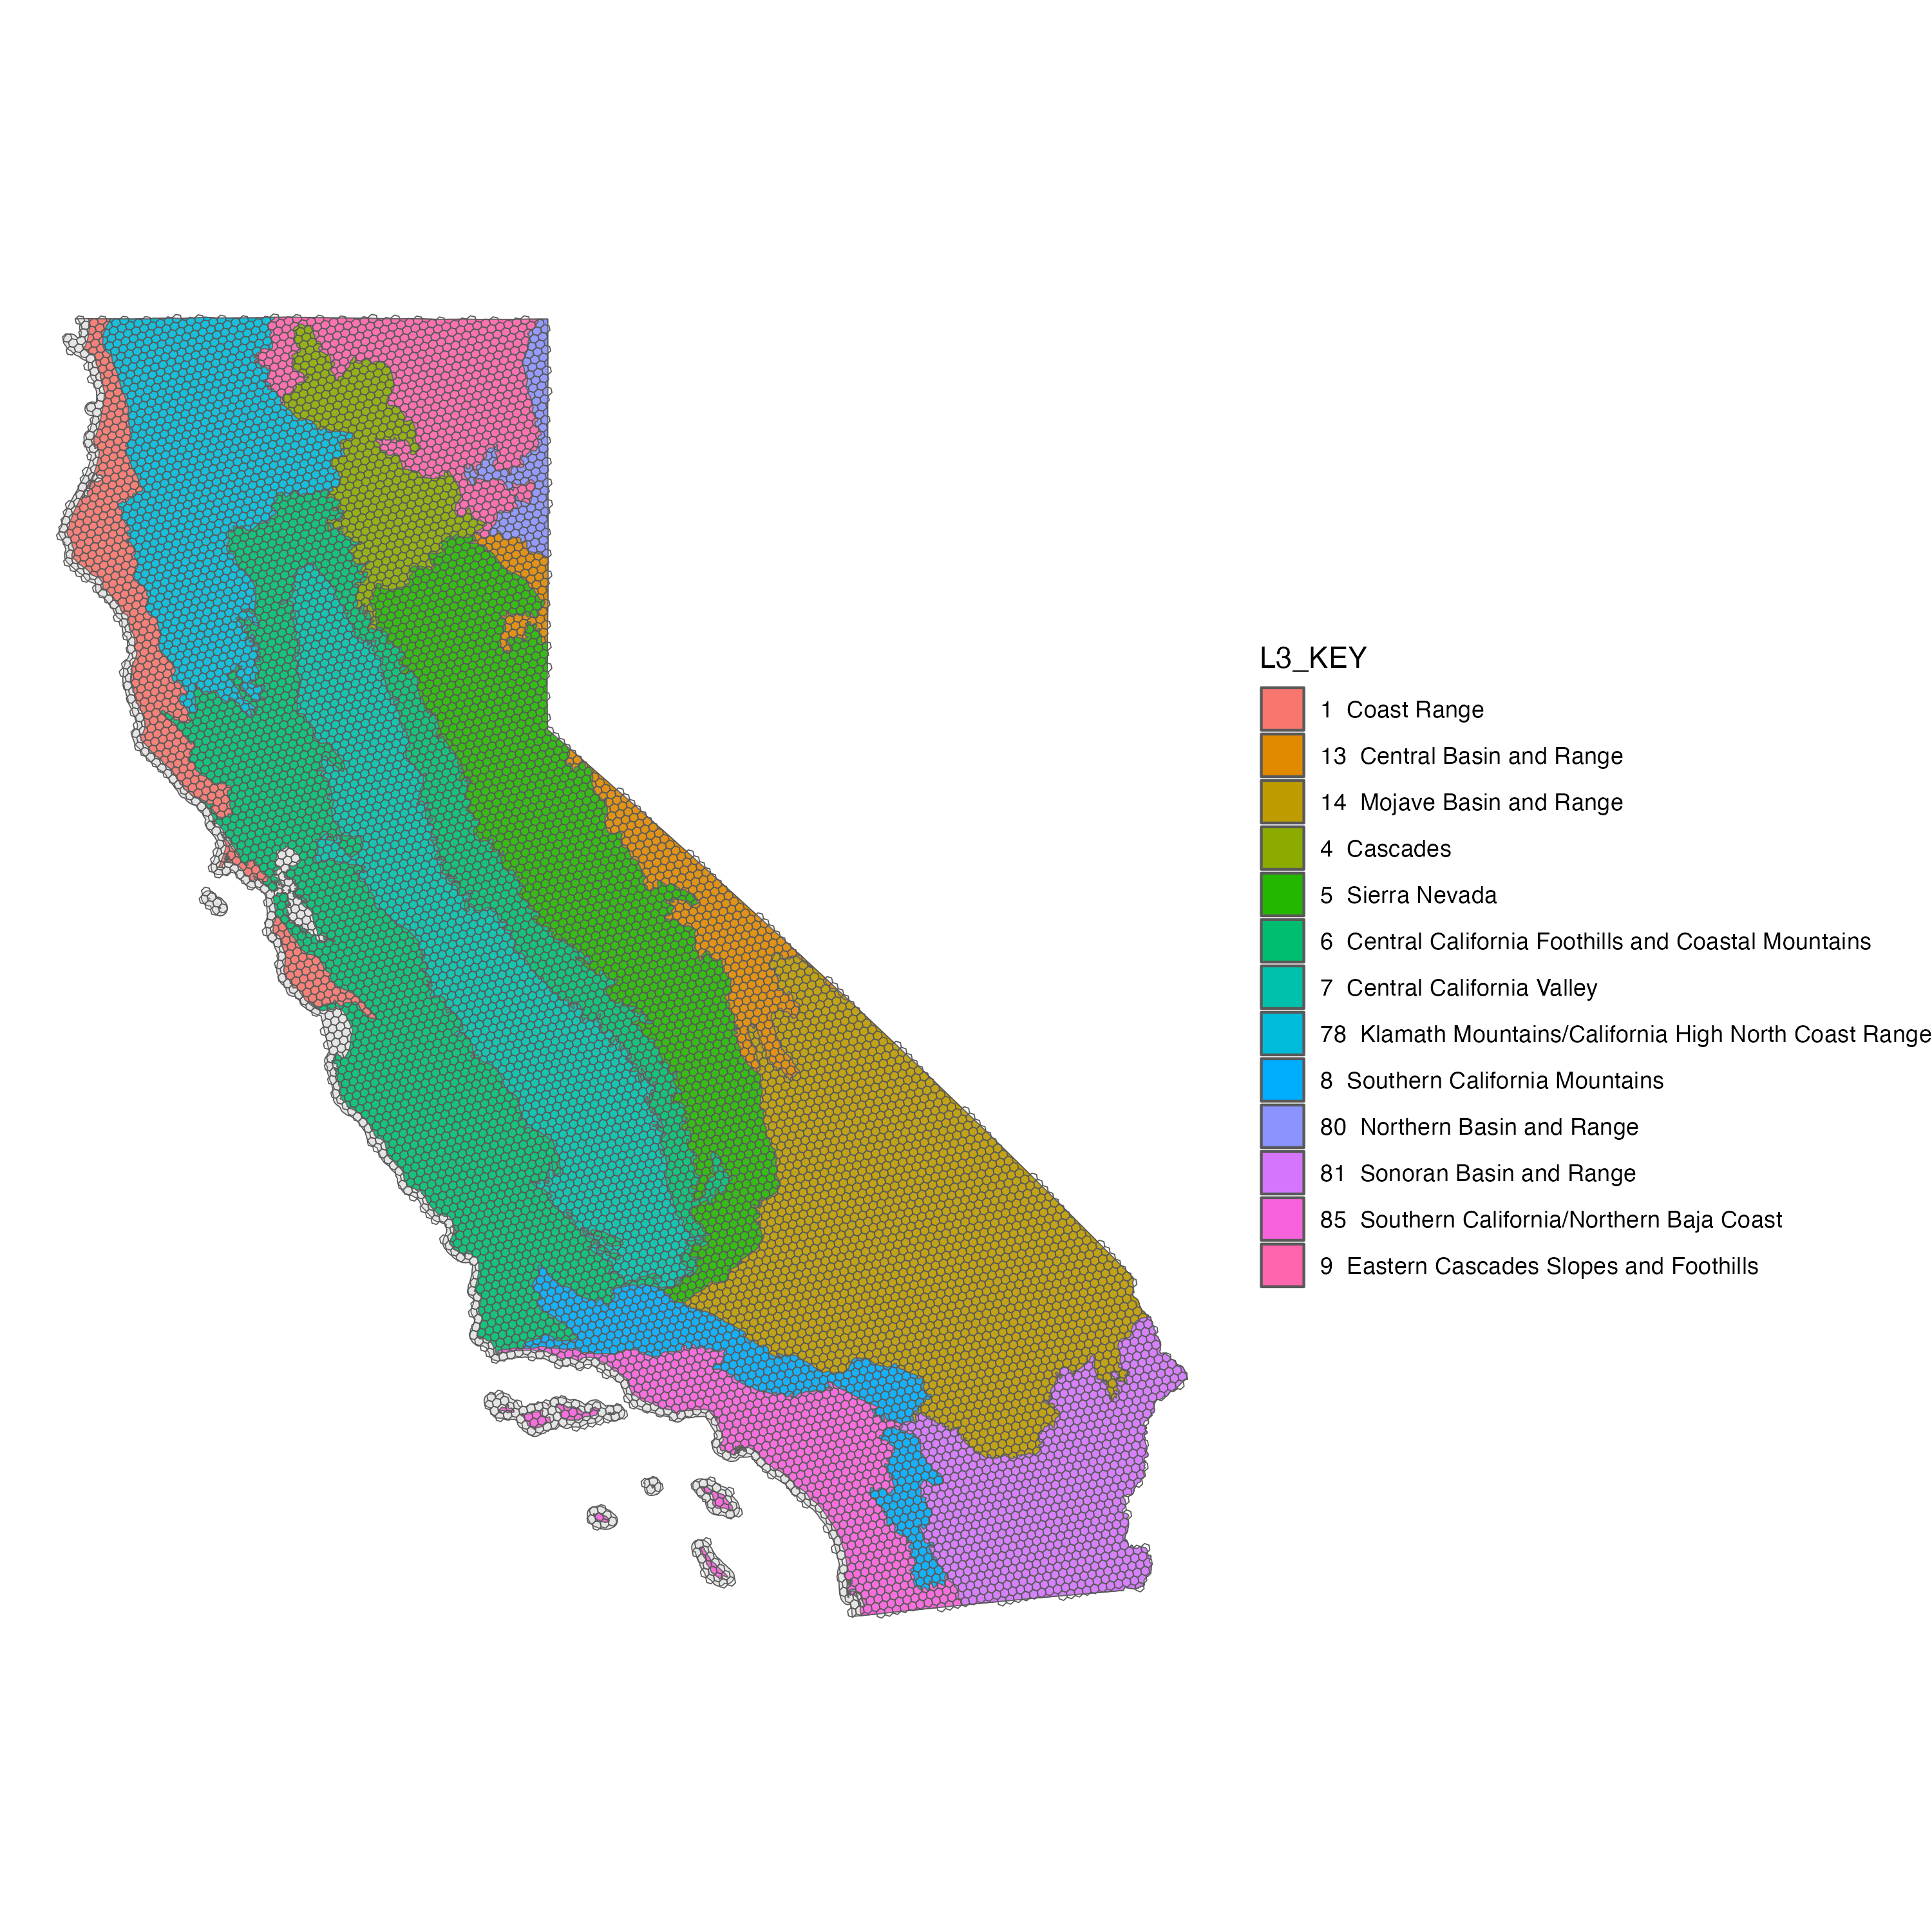 L3_KEY
1  Coast Range
13  Central Basin and Range
14  Mojave Basin and Range
4  Cascades
5  Sierra Nevada
6  Central California Foothills and Coastal Mountains
7  Central California Valley
78  Klamath Mountains/California High North Coast Range
8  Southern California Mountains
80  Northern Basin and Range
81  Sonoran Basin and Range
85  Southern California/Northern Baja Coast
9  Eastern Cascades Slopes and Foothills